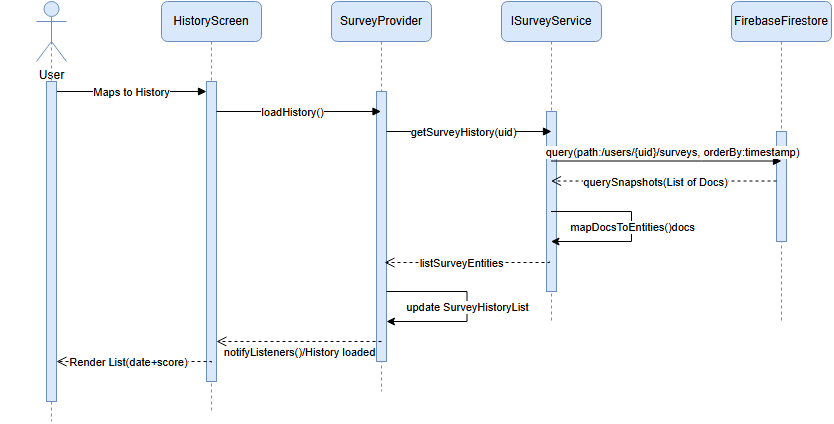 HistoryScreen
SurveyProvider
ISurveyService
FirebaseFirestore
User
Maps to History
loadHistory()
getSurveyHistory(uid)
query(path:/users/{uid}/surveys, orderBy:timestamp)
querySnapshots(List of Docs)
mapDocsToEntities()docs
listSurveyEntities
update SurveyHistoryList
notifyListeners()/History loaded
Render List(date+score)